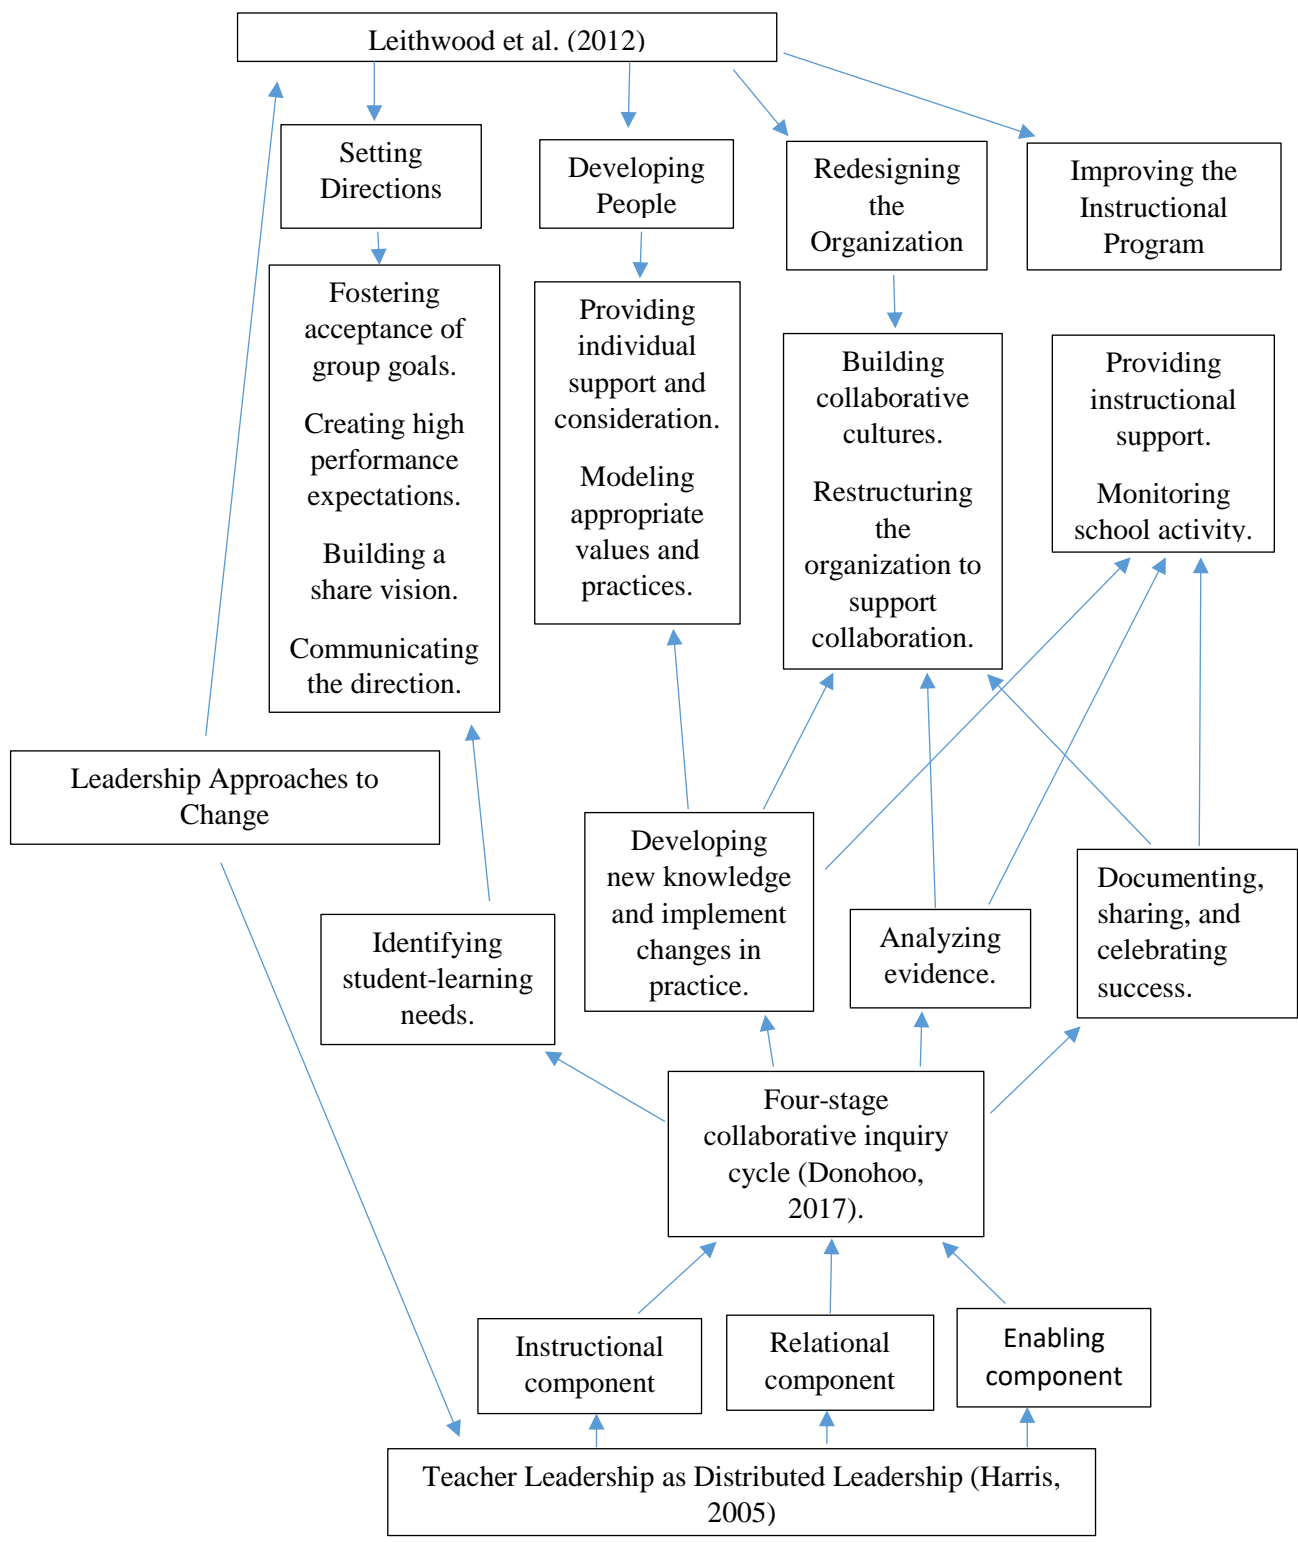 Leithwood et al. (2012)
Setting
Directions
Developing
People
Redesigning
the
Organization
Improving the
Instructional
Program
Fostering
acceptance of
group goals.
Creating high
performance
expectations.
Building a
share vision.
Communicating
the direction.
Providing
individual
support and
consideration.
Modeling
appropriate
values and
practices.
Building
collaborative
cultures.
Restructuring
the
organization to
support
collaboration.
Providing
instructional
support.
Monitoring
school activity.
Leadership Approaches to
Change
Identifying
student-learning
needs.
Developing
new knowledge
and implement
changes in
practice.
Analyzing
evidence.
Documenting,
sharing, and
celebrating
success.
Four-stage
collaborative inquiry
cycle (Donohoo,
2017).
Instructional
component
Relational
component
Enabling
component
Teacher Leadership as Distributed Leadership (Harris,
2005)